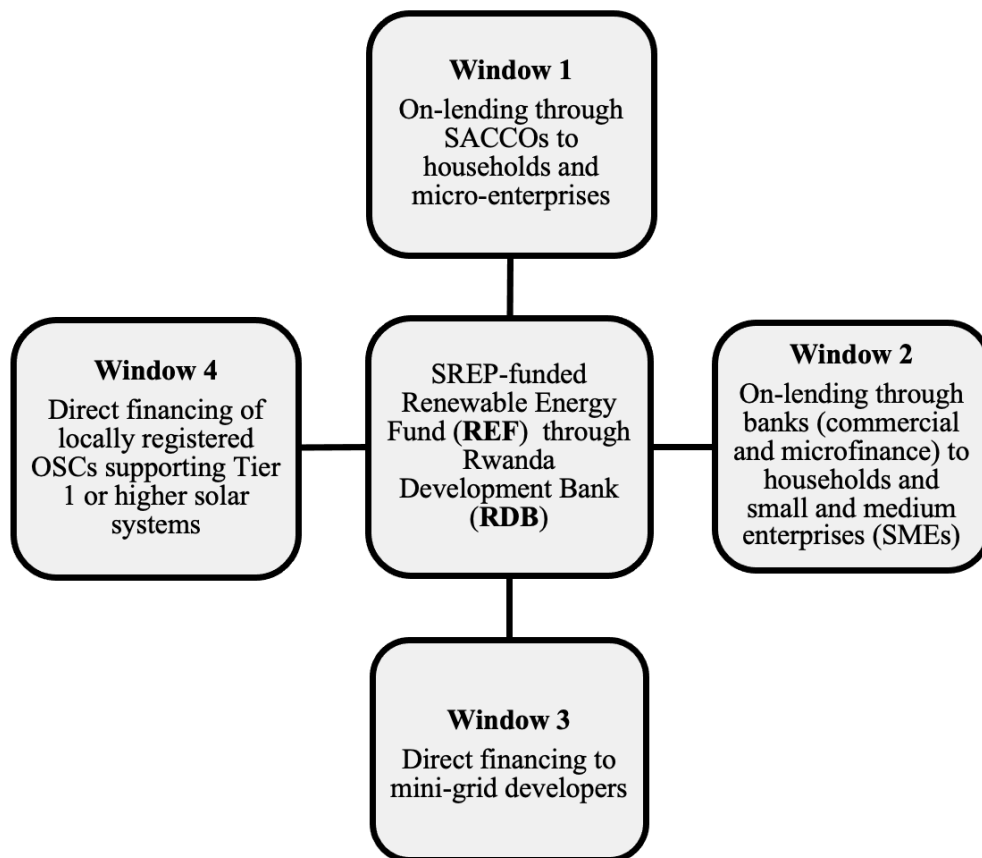 Window 1
On-lending through
SACCOs to
households and
micro-enterprises
Window 4
Direct financing of
locally registered
OSCs supporting Tier
1 or higher solar
systems
SREP-funded
Renewable Energy
Fund (REF) through
Rwanda
Development Bank
(RDB)
Window 2
On-lending through
banks (commercial
and microfinance) to
households and
small and medium
enterprises (SMEs)
Window 3
Direct financing to
mini-grid developers